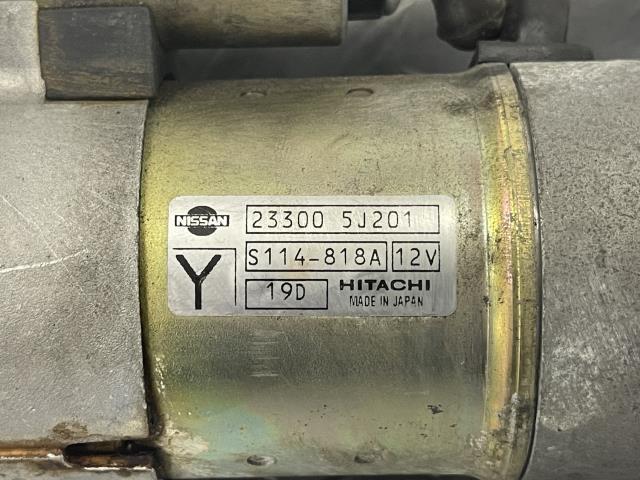 NISSAN 23300 5J201
Y S114-818A 12V
19D HITACHI
MADE IN JAPAN